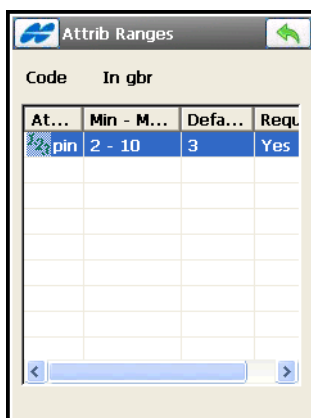 Attrib Ranges
Code In gbr
At... Min - M... Defa... Requ
pin 2 - 10 3 Yes